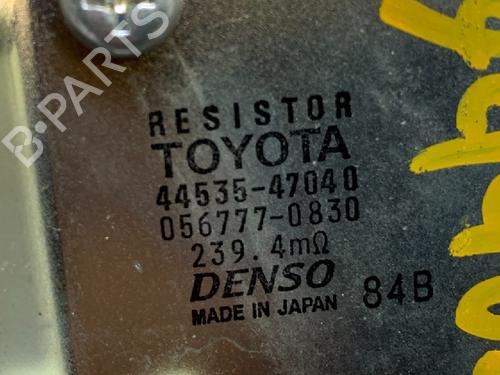 B-PARTS
RESISTOR
TOYOTA
44535-47040
056777-0830
239.4mΩ
DENSO
MADE IN JAPAN
84B